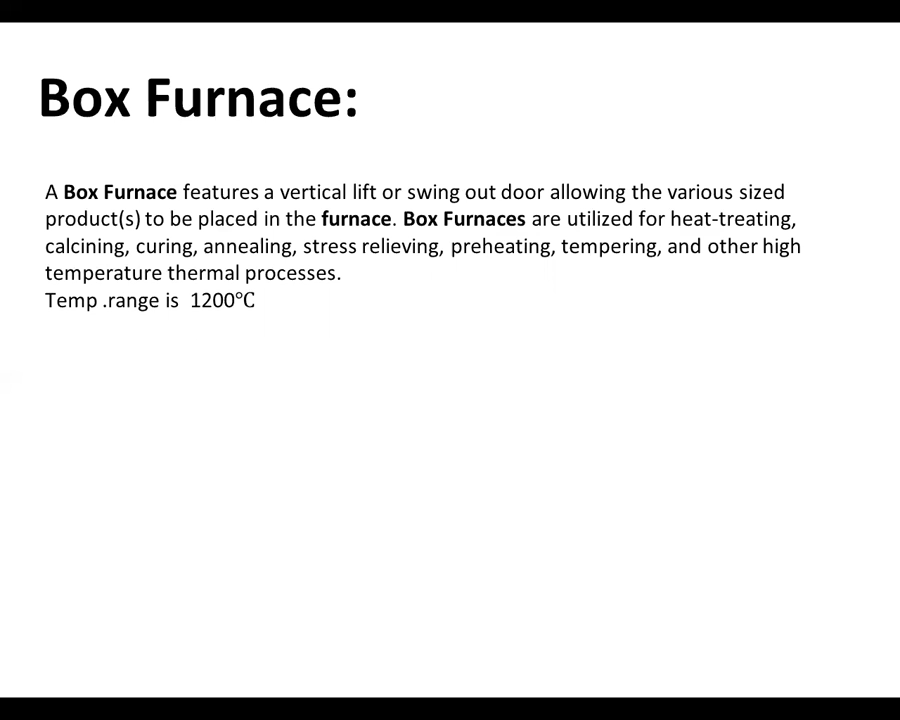 Box Furnace:
A Box Furnace features a vertical lift or swing out door allowing the various sized
product(s) to be placed in the furnace. Box Furnaces are utilized for heat-treating,
calcining, curing, annealing, stress relieving, preheating, tempering, and other high
temperature thermal processes.
Temp .range is  1200℃